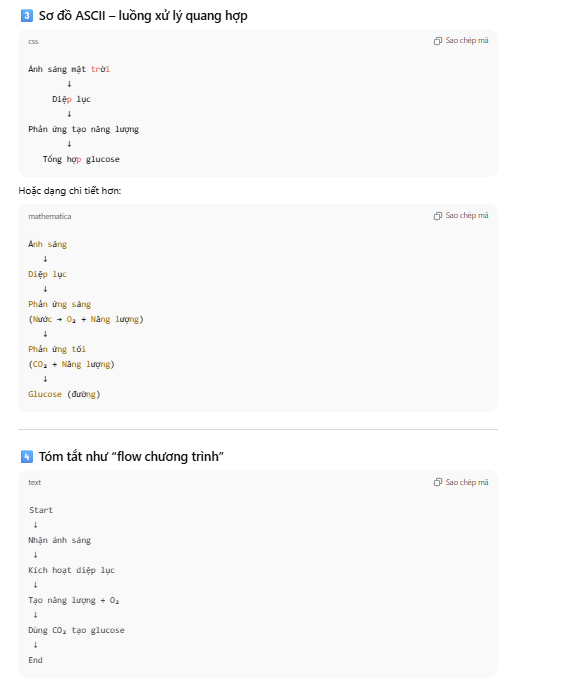 3 Sơ đồ ASCII – luồng xử lý quang hợp
css
Sao chép mã
Ánh sáng mặt trời
↓
Diệp lục
↓
Phản ứng tạo năng lượng
↓
Tổng hợp glucose
Hoặc dạng chi tiết hơn:
mathematica
Sao chép mã
Ánh sáng
↓
Diệp lục
↓
Phản ứng sáng
(Nước → O₂ + Năng lượng)
↓
Phản ứng tối
(CO₂ + Năng lượng)
↓
Glucose (đường)
4 Tóm tắt như “flow chương trình”
text
Sao chép mã
Start
↓
Nhận ánh sáng
↓
Kích hoạt diệp lục
↓
Tạo năng lượng + O₂
↓
Dùng CO₂ tạo glucose
↓
End